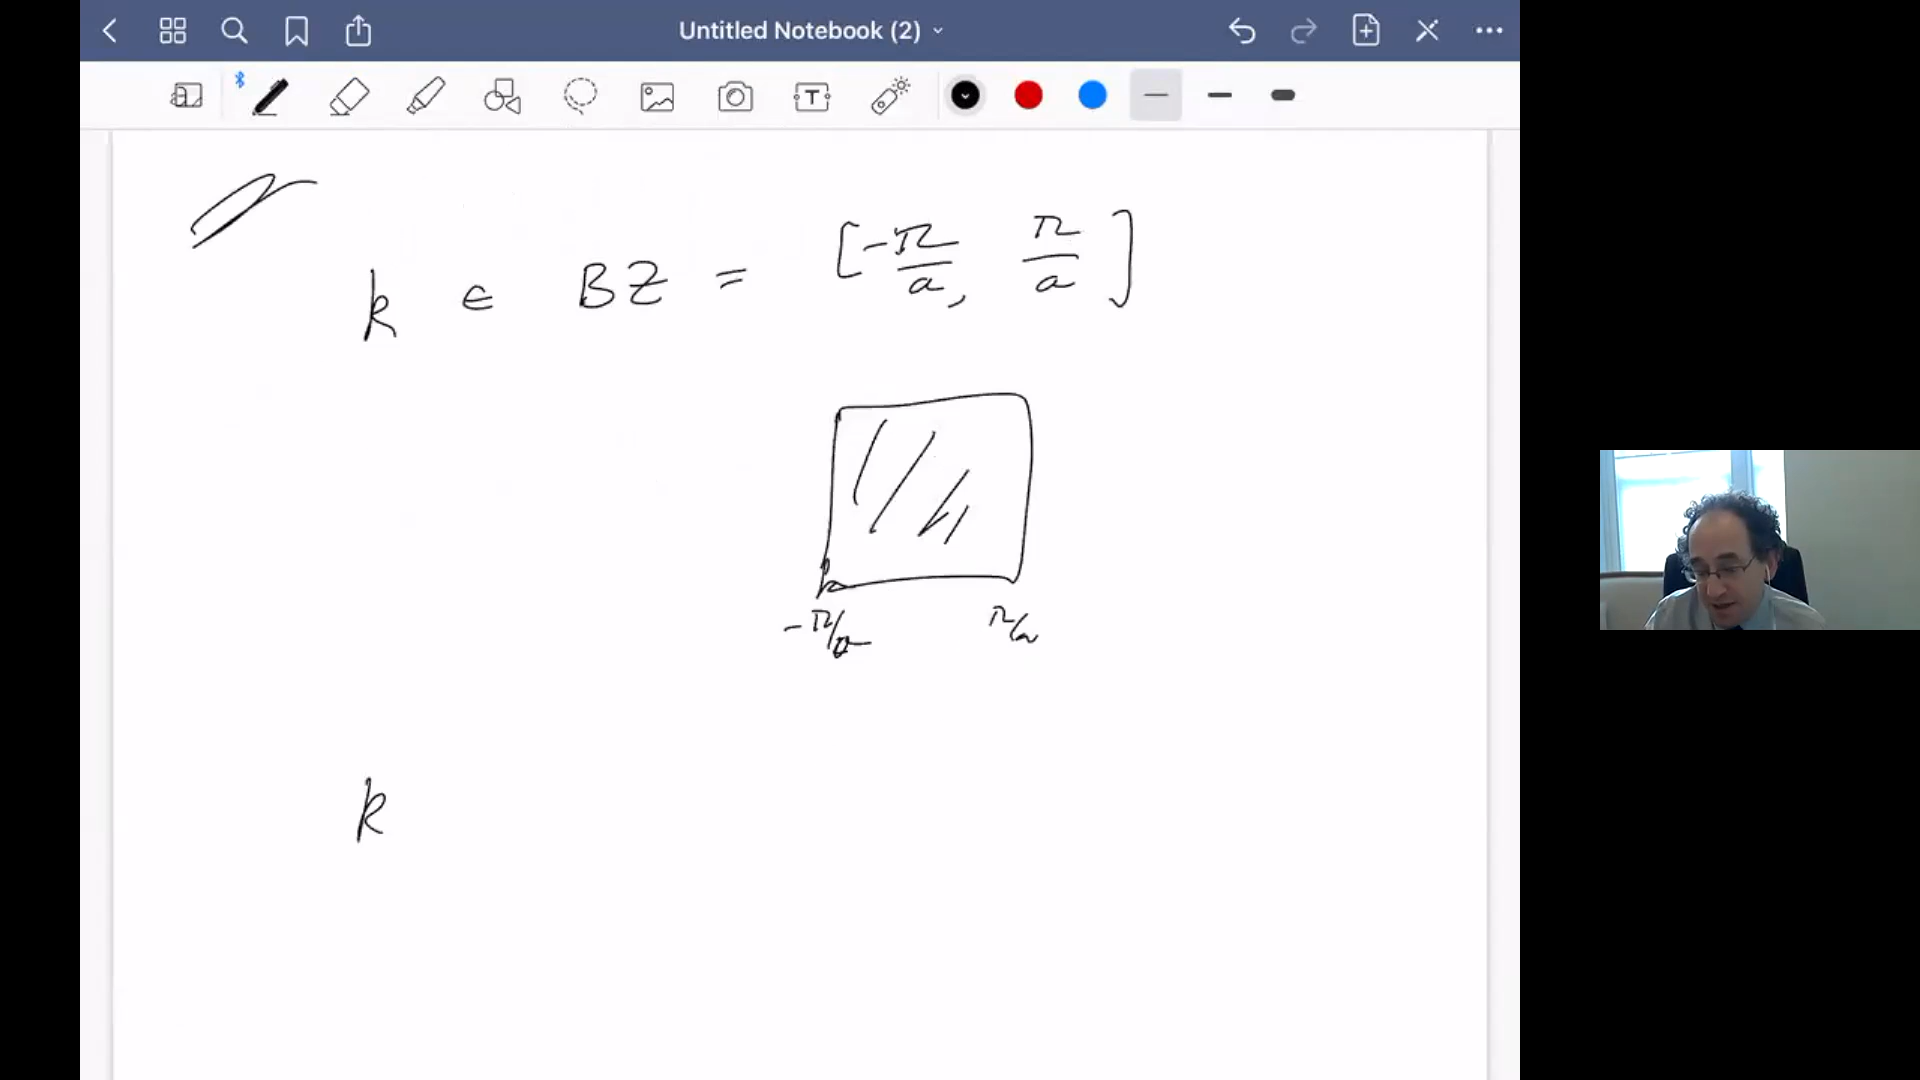 Untitled Notebook (2)
T
k ∈ BZ = [-π/a, π/a]
-π/a π/a
k